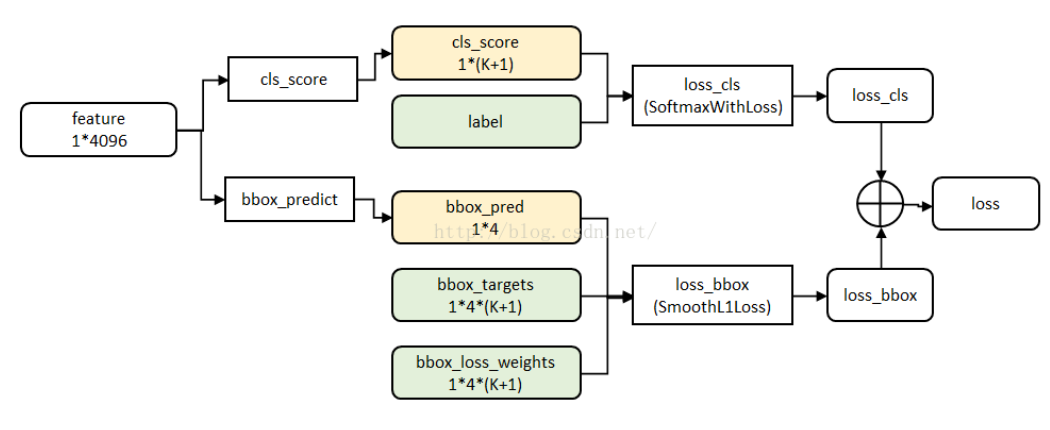 feature
1*4096
cls_score
bbox_predict
cls_score
1*(K+1)
label
bbox_pred
1*4
http://blog.csdn.net/
bbox_targets
1*4*(K+1)
bbox_loss_weights
1*4*(K+1)
loss_cls
(SoftmaxWithLoss)
loss_bbox
(SmoothL1Loss)
loss_cls
loss_bbox
loss